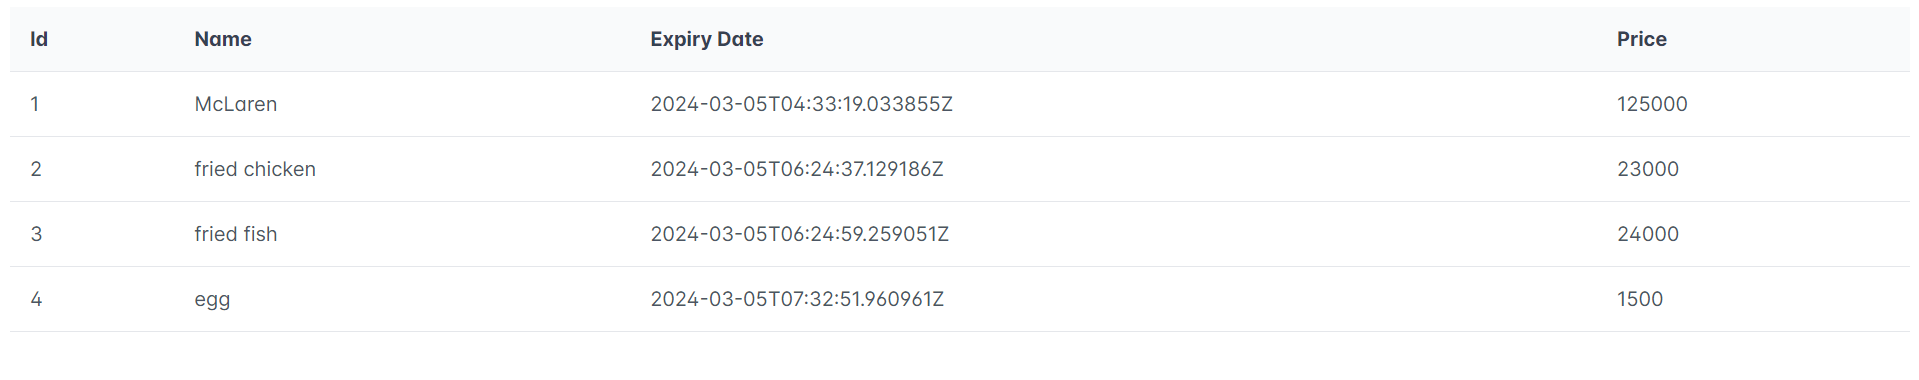 Id Name Expiry Date Price
1 McLaren 2024-03-05T04:33:19.033855Z 125000
2 fried chicken 2024-03-05T06:24:37.129186Z 23000
3 fried fish 2024-03-05T06:24:59.259051Z 24000
4 egg 2024-03-05T07:32:51.960961Z 1500